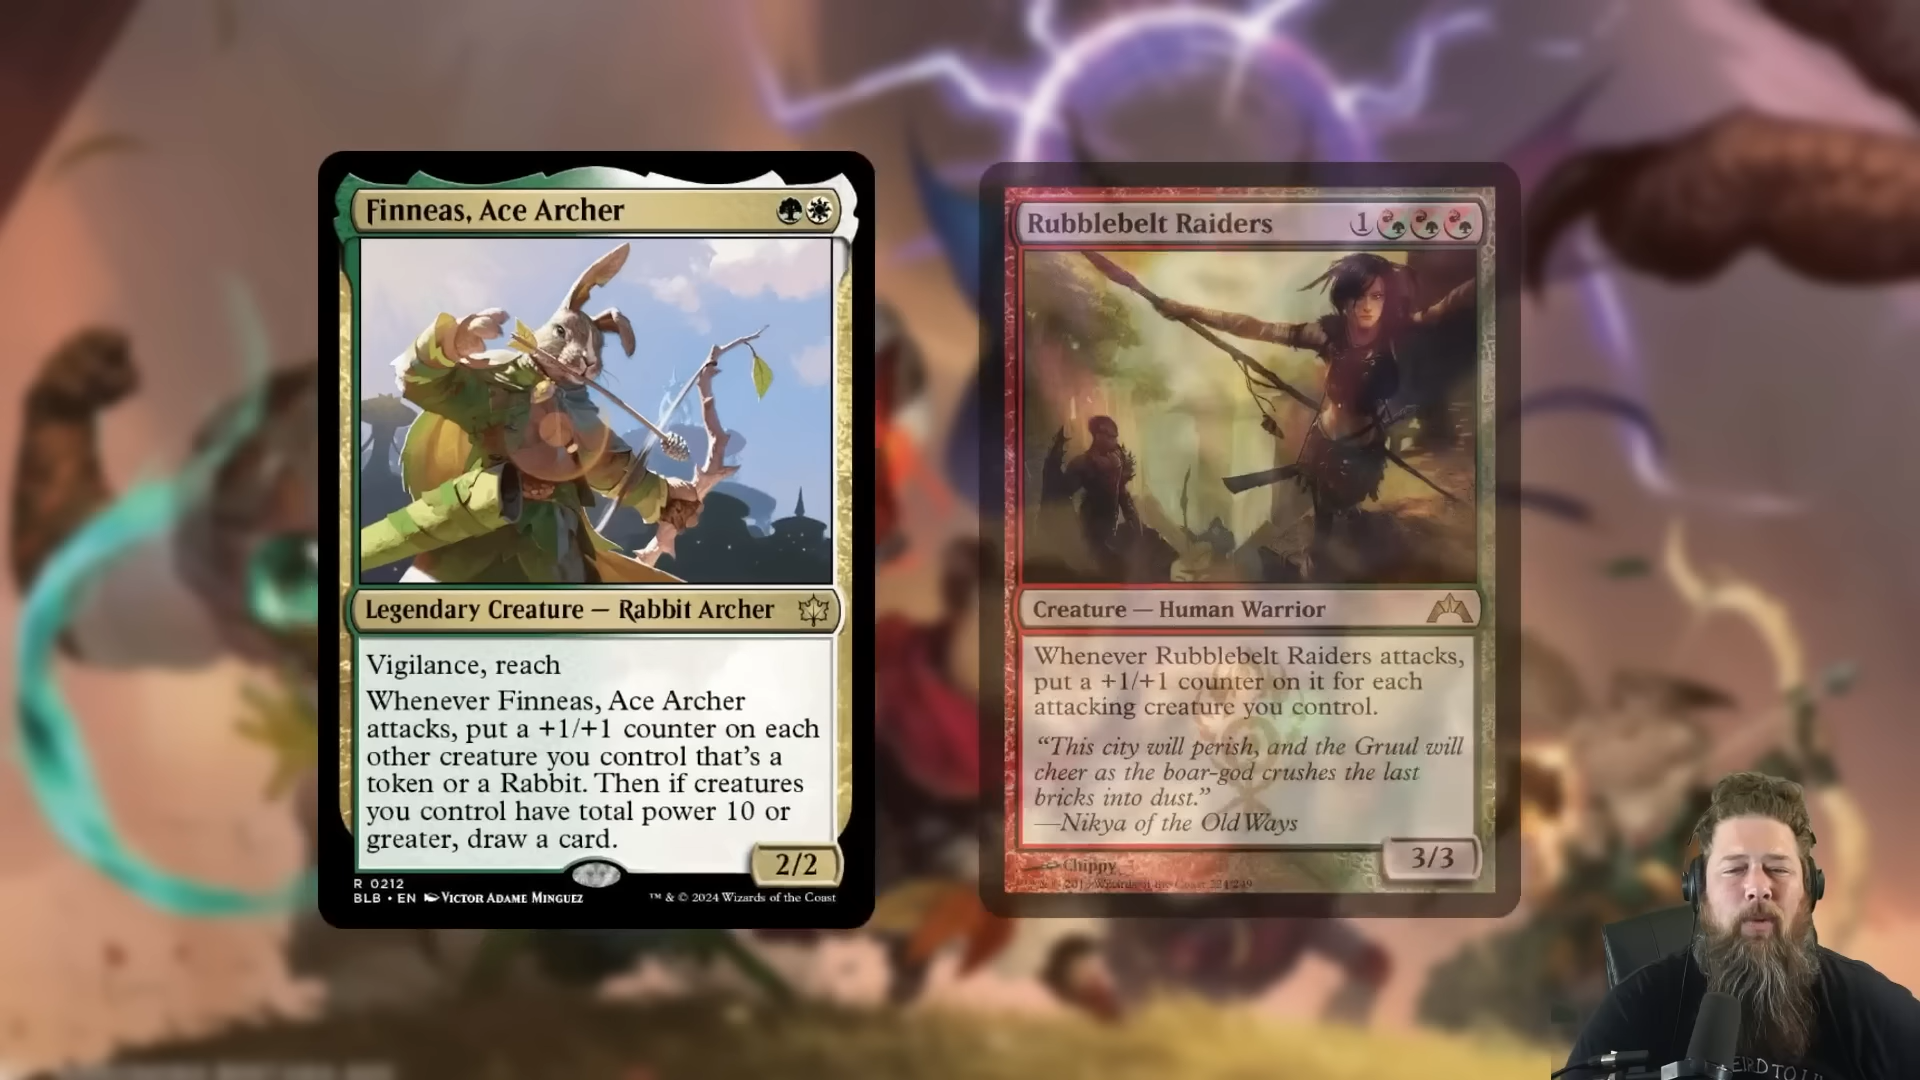 Finneas, Ace Archer
Legendary Creature — Rabbit Archer
Vigilance, reach
Whenever Finneas, Ace Archer
attacks, put a +1/+1 counter on each
other creature you control that's a
token or a Rabbit. Then if creatures
you control have total power 10 or
greater, draw a card.
2/2
R 0212
BLB • EN VICTOR ADAME MINGUEZ
™ & © 2024 Wizards of the Coast
Rubblebelt Raiders 1
Creature — Human Warrior
Whenever Rubblebelt Raiders attacks,
put a +1/+1 counter on it for each
attacking creature you control.
“This city will perish, and the Gruul will
cheer as the boar-god crushes the last
bricks into dust.”
—Nikya of the Old Ways
3/3
Chippy
Wizards of the Coast